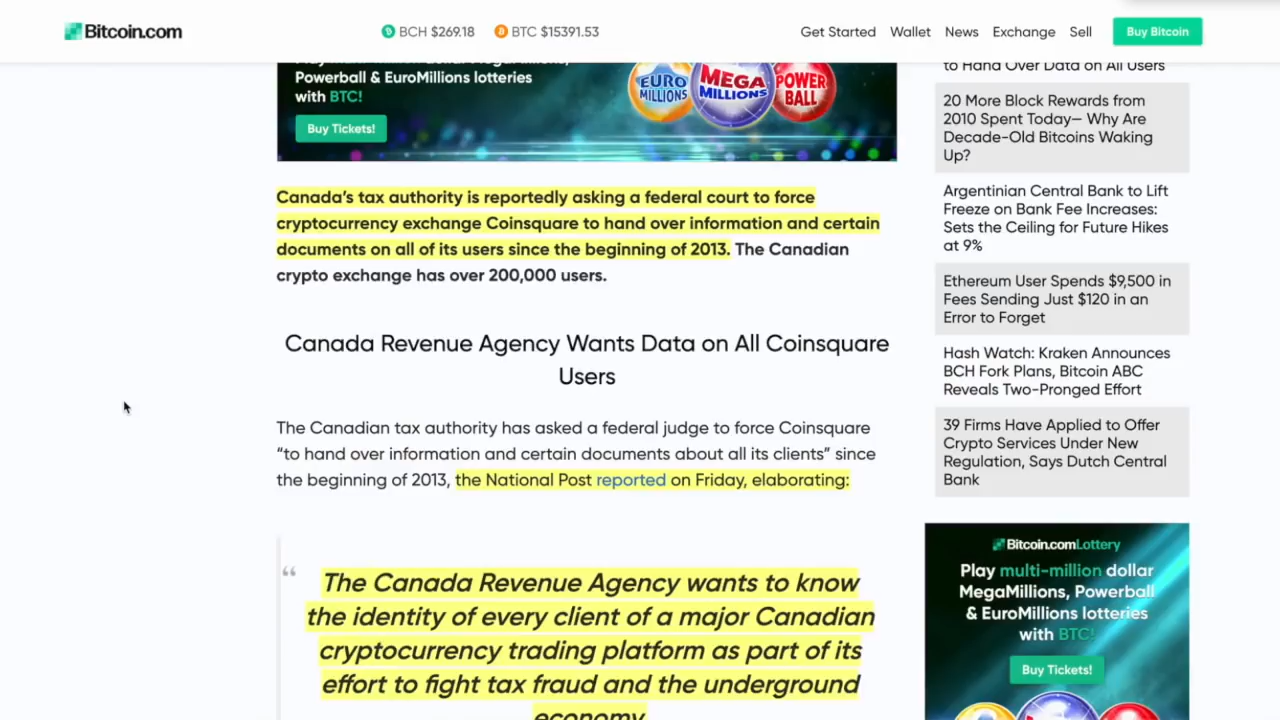 Bitcoin.com
BCH $269.18
BTC $15391.53
Get Started Wallet News Exchange Sell Buy Bitcoin
Powerball & EuroMillions lotteries
with BTC!
Buy Tickets!
EURO
MILLIONS
MEGA
MILLIONS
POWER
BALL
Canada’s tax authority is reportedly asking a federal court to force
cryptocurrency exchange Coinsquare to hand over information and certain
documents on all of its users since the beginning of 2013. The Canadian
crypto exchange has over 200,000 users.
Canada Revenue Agency Wants Data on All Coinsquare
Users
The Canadian tax authority has asked a federal judge to force Coinsquare
“to hand over information and certain documents about all its clients” since
the beginning of 2013, the National Post reported on Friday, elaborating:
“
The Canada Revenue Agency wants to know
the identity of every client of a major Canadian
cryptocurrency trading platform as part of its
effort to fight tax fraud and the underground
economy
to Hand Over Data on All Users
20 More Block Rewards from
2010 Spent Today— Why Are
Decade-Old Bitcoins Waking
Up?
Argentinian Central Bank to Lift
Freeze on Bank Fee Increases:
Sets the Ceiling for Future Hikes
at 9%
Ethereum User Spends $9,500 in
Fees Sending Just $120 in an
Error to Forget
Hash Watch: Kraken Announces
BCH Fork Plans, Bitcoin ABC
Reveals Two-Pronged Effort
39 Firms Have Applied to Offer
Crypto Services Under New
Regulation, Says Dutch Central
Bank
Bitcoin.comLottery
Play multi-million dollar
MegaMillions, Powerball
& EuroMillions lotteries
with BTC!
Buy Tickets!